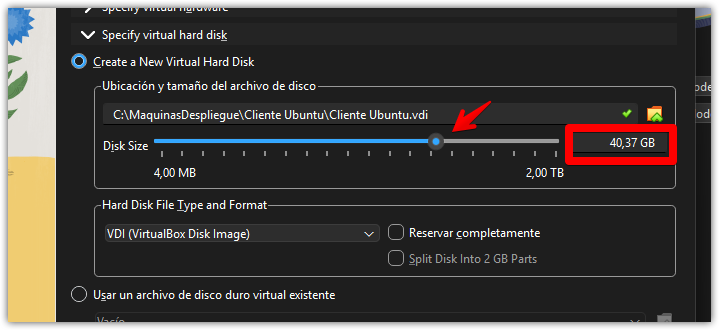 Specify virtual hardware
Specify virtual hard disk
Create a New Virtual Hard Disk
Ubicación y tamaño del archivo de disco
C:\MaquinasDespliegue\Cliente Ubuntu\Cliente Ubuntu.vdi
Disk Size
40,37 GB
4,00 MB
2,00 TB
Hard Disk File Type and Format
VDI (VirtualBox Disk Image)
Reservar completamente
Split Disk Into 2 GB Parts
Usar un archivo de disco duro virtual existente
Vacío